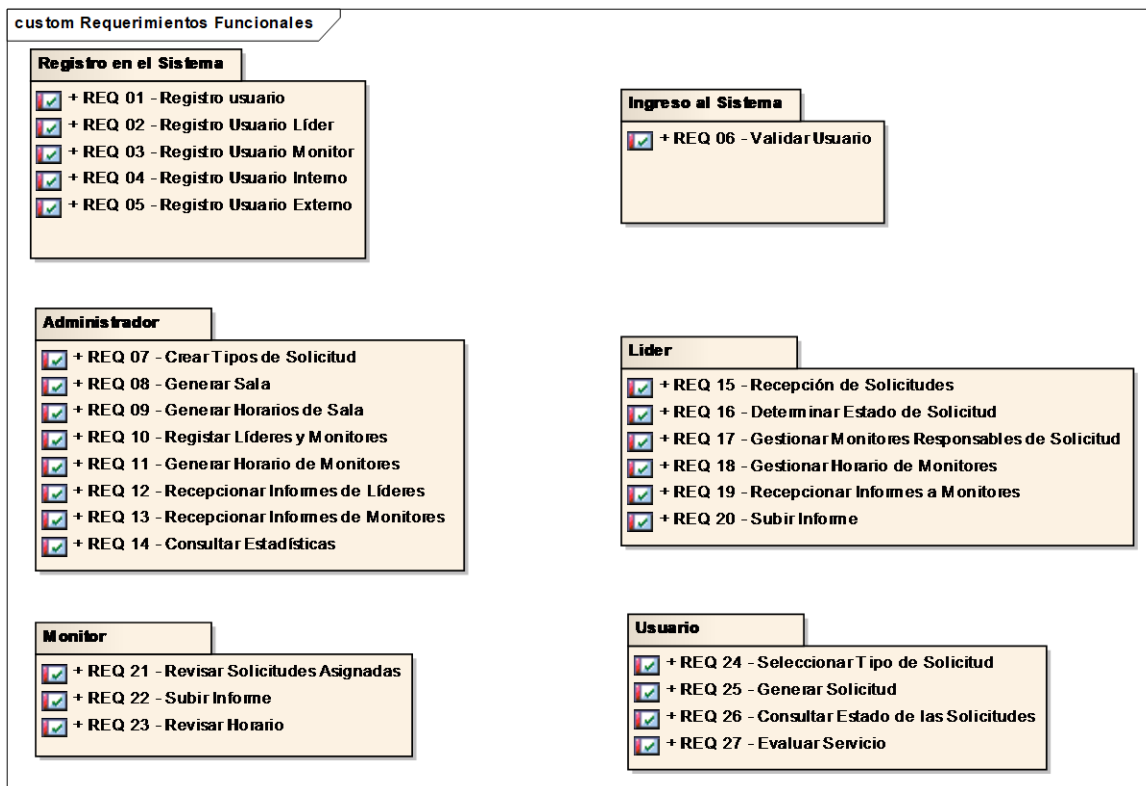 custom Requerimientos Funcionales
Registro en el Sistema
+ REQ 01 - Registro usuario
+ REQ 02 - Registro Usuario Líder
+ REQ 03 - Registro Usuario Monitor
+ REQ 04 - Registro Usuario Interno
+ REQ 05 - Registro Usuario Externo
Ingreso al Sistema
+ REQ 06 - Validar Usuario
Administrador
+ REQ 07 - Crear Tipos de Solicitud
+ REQ 08 - Generar Sala
+ REQ 09 - Generar Horarios de Sala
+ REQ 10 - Registar Líderes y Monitores
+ REQ 11 - Generar Horario de Monitores
+ REQ 12 - Recepcionar Informes de Líderes
+ REQ 13 - Recepcionar Informes de Monitores
+ REQ 14 - Consultar Estadísticas
Lider
+ REQ 15 - Recepción de Solicitudes
+ REQ 16 - Determinar Estado de Solicitud
+ REQ 17 - Gestionar Monitores Responsables de Solicitud
+ REQ 18 - Gestionar Horario de Monitores
+ REQ 19 - Recepcionar Informes a Monitores
+ REQ 20 - Subir Informe
Monitor
+ REQ 21 - Revisar Solicitudes Asignadas
+ REQ 22 - Subir Informe
+ REQ 23 - Revisar Horario
Usuario
+ REQ 24 - Seleccionar Tipo de Solicitud
+ REQ 25 - Generar Solicitud
+ REQ 26 - Consultar Estado de las Solicitudes
+ REQ 27 - Evaluar Servicio